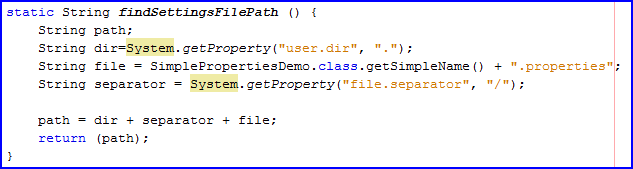 static String findSettingsFilePath () {
String path;
String dir=System.getProperty("user.dir", ".");
String file = SimplePropertiesDemo.class.getSimpleName() + ".properties";
String separator = System.getProperty("file.separator", "/");
path = dir + separator + file;
return (path);
}